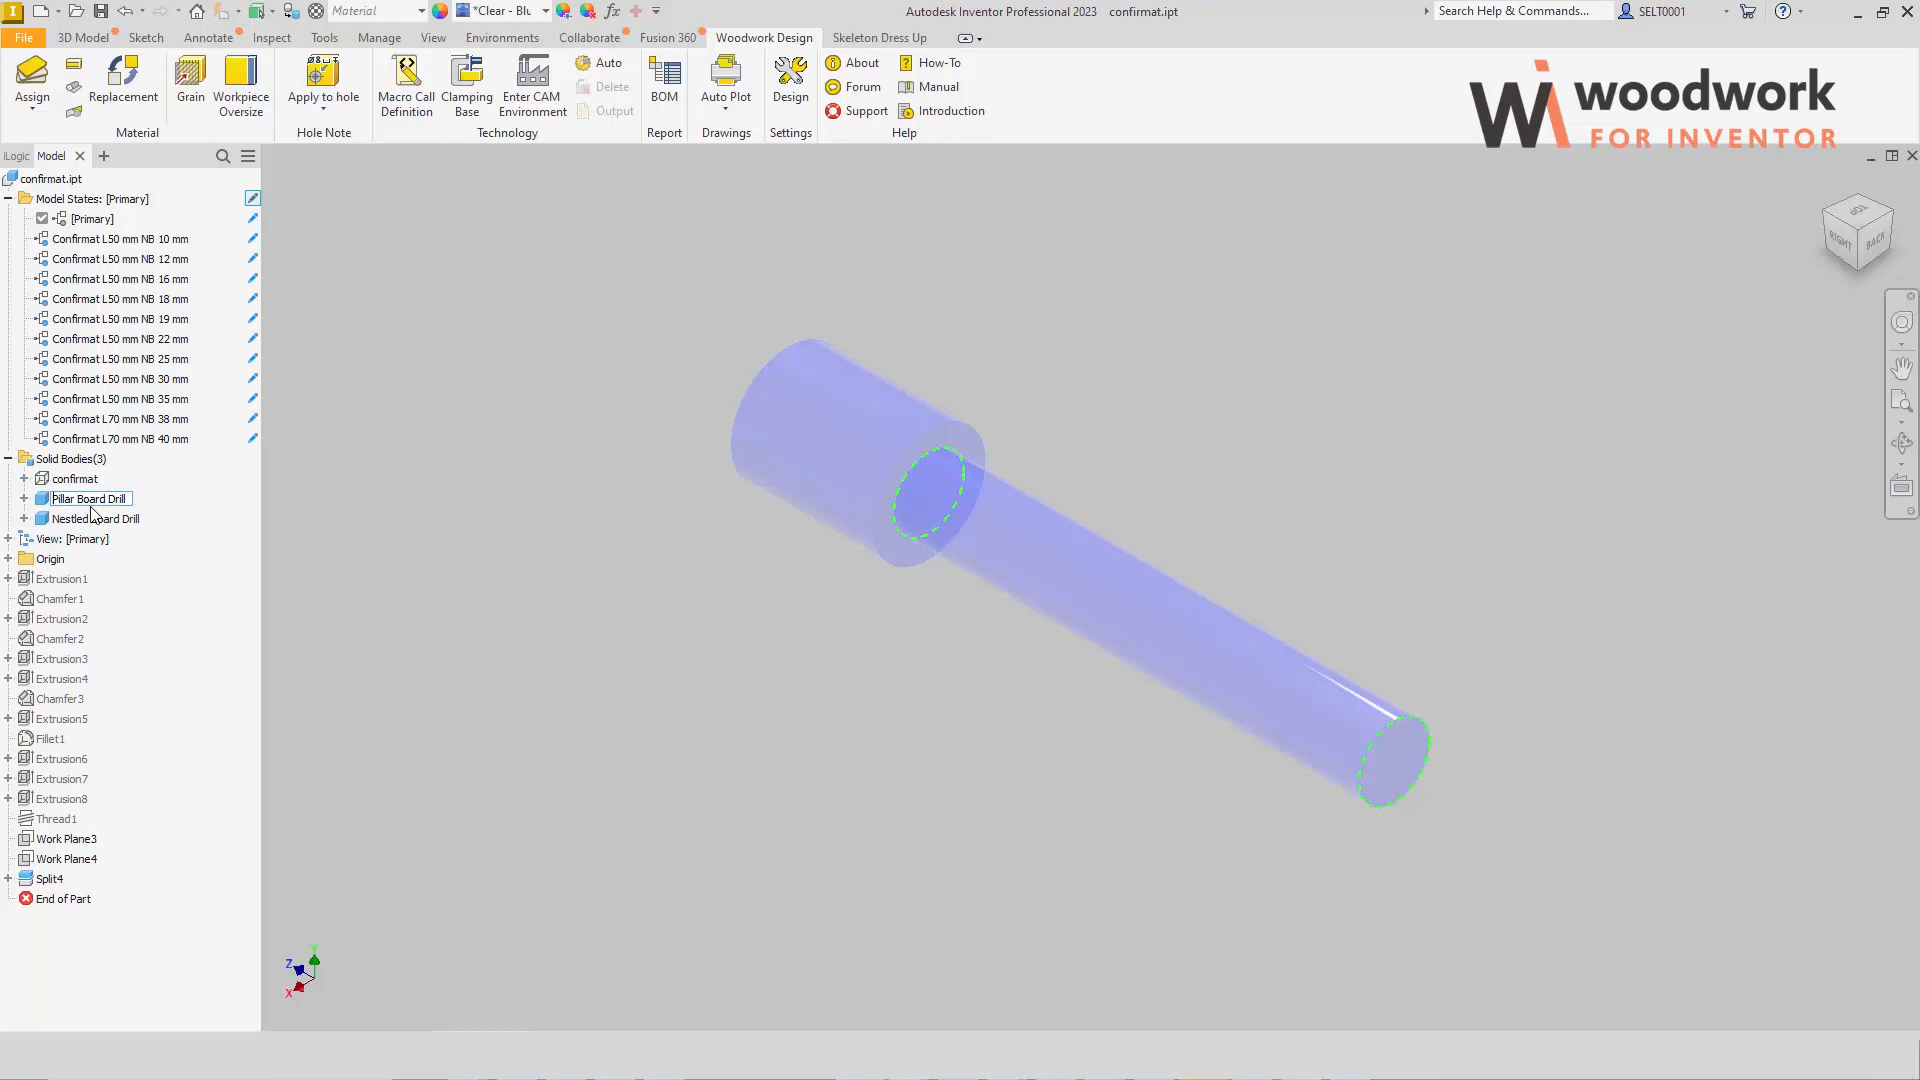 Material
*Clear - Blu
fx
Autodesk Inventor Professional 2023 confirmat.ipt
Search Help & Commands...
SELT0001
File
3D Model
Sketch
Annotate
Inspect
Tools
Manage
View
Environments
Collaborate
Fusion 360
Woodwork Design
Skeleton Dress Up
Assign
Replacement
Material
Grain
Workpiece
Oversize
Apply to hole
Hole Note
Macro Call
Definition
Clamping
Base
Enter CAM
Environment
Auto
Delete
Output
Technology
BOM
Report
Auto Plot
Drawings
Design
Settings
About
How-To
Forum
Manual
Support
Introduction
Help
woodwork
FOR INVENTOR
iLogic
Model
confirmat.ipt
Model States: [Primary]
[Primary]
Confirmat L50 mm NB 10 mm
Confirmat L50 mm NB 12 mm
Confirmat L50 mm NB 16 mm
Confirmat L50 mm NB 18 mm
Confirmat L50 mm NB 19 mm
Confirmat L50 mm NB 22 mm
Confirmat L50 mm NB 25 mm
Confirmat L50 mm NB 30 mm
Confirmat L50 mm NB 35 mm
Confirmat L70 mm NB 38 mm
Confirmat L70 mm NB 40 mm
Solid Bodies(3)
confirmat
Pillar Board Drill
Nestled Board Drill
View: [Primary]
Origin
Extrusion1
Chamfer1
Extrusion2
Chamfer2
Extrusion3
Extrusion4
Chamfer3
Extrusion5
Fillet1
Extrusion6
Extrusion7
Extrusion8
Thread1
Work Plane3
Work Plane4
Split4
End of Part
TOP
RIGHT
BACK
Y
Z
X